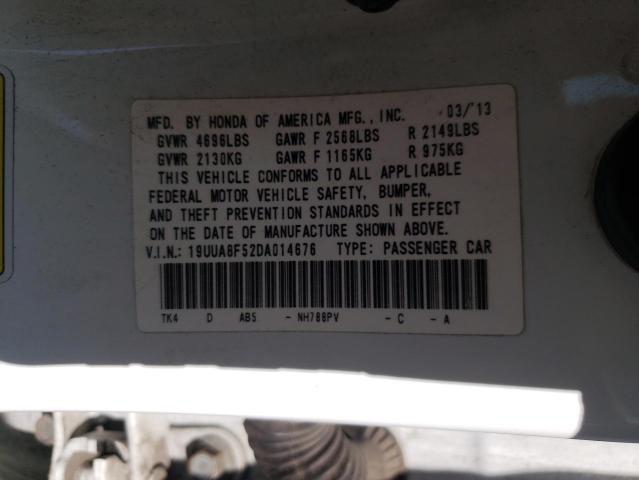 MFD. BY HONDA OF AMERICA MFG., INC. 03/'13
GVWR 4696LBS GAWR F 2568LBS R 2149LBS
GVWR 2130KG GAWR F 1165KG R 975KG
THIS VEHICLE CONFORMS TO ALL APPLICABLE
FEDERAL MOTOR VEHICLE SAFETY, BUMPER,
AND THEFT PREVENTION STANDARDS IN EFFECT
ON THE DATE OF MANUFACTURE SHOWN ABOVE.
V.I.N.: 19UUA8F52DA014676 TYPE: PASSENGER CAR
TK4 D AB5 - NH788PV - C - A